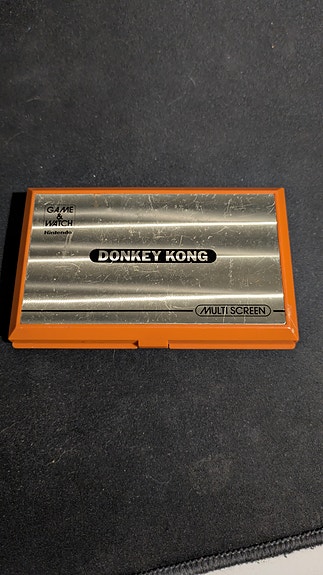 GAME
&
WATCH
Nintendo
DONKEY KONG
MULTI SCREEN